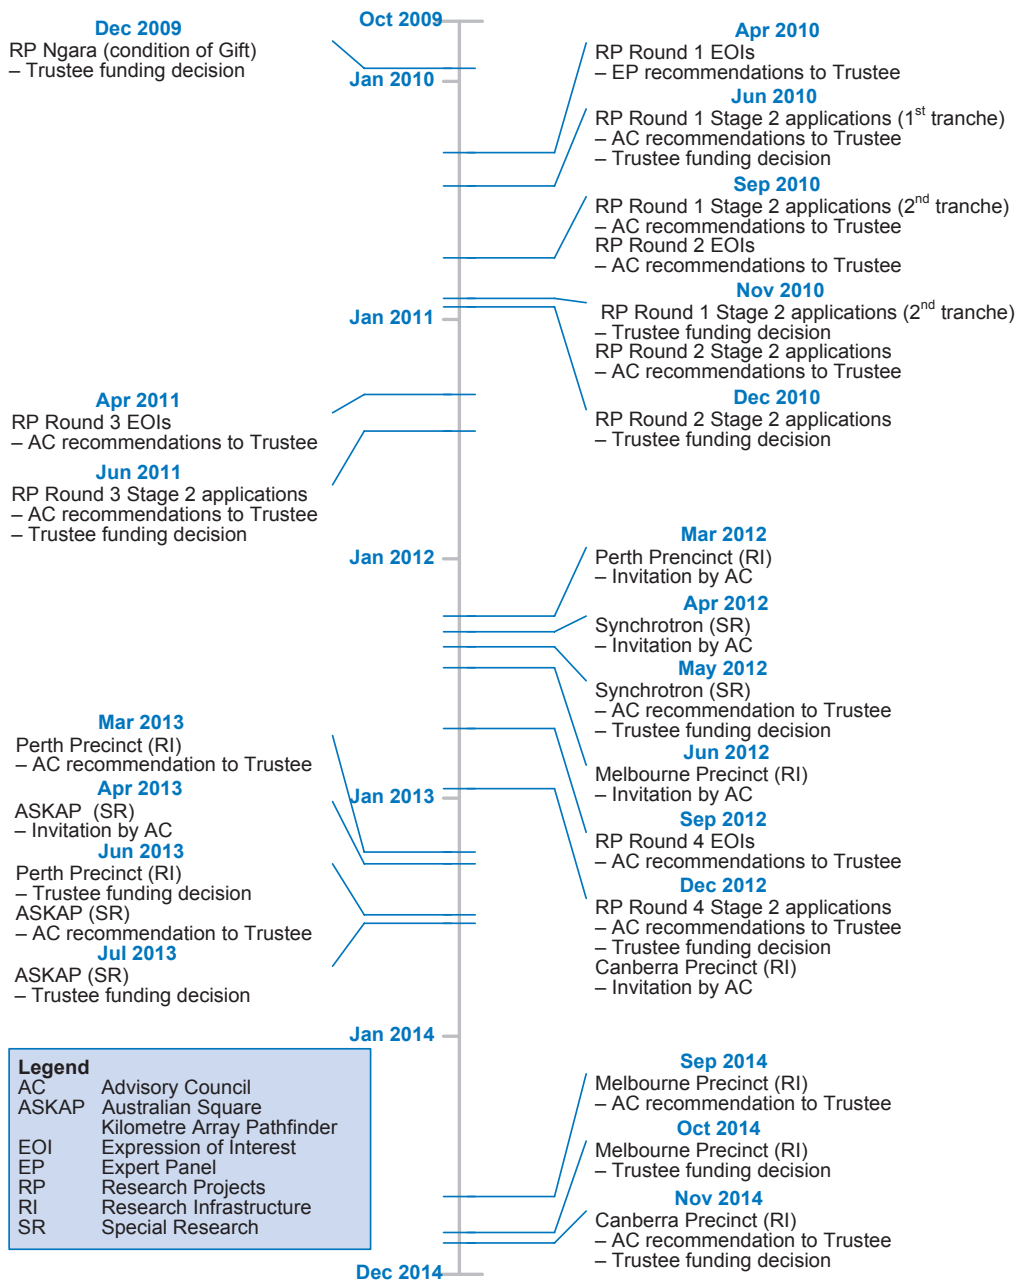 Oct 2009
Dec 2009
RP Ngara (condition of Gift)
– Trustee funding decision
Jan 2010
Apr 2010
RP Round 1 EOIs
– EP recommendations to Trustee
Jun 2010
RP Round 1 Stage 2 applications (1st tranche)
– AC recommendations to Trustee
– Trustee funding decision
Sep 2010
RP Round 1 Stage 2 applications (2nd tranche)
– AC recommendations to Trustee
RP Round 2 EOIs
– AC recommendations to Trustee
Nov 2010
RP Round 1 Stage 2 applications (2nd tranche)
– Trustee funding decision
RP Round 2 Stage 2 applications
– AC recommendations to Trustee
Jan 2011
Dec 2010
RP Round 2 Stage 2 applications
– Trustee funding decision
Apr 2011
RP Round 3 EOIs
– AC recommendations to Trustee
Jun 2011
RP Round 3 Stage 2 applications
– AC recommendations to Trustee
– Trustee funding decision
Jan 2012
Mar 2012
Perth Prencinct (RI)
– Invitation by AC
Apr 2012
Synchrotron (SR)
– Invitation by AC
May 2012
Synchrotron (SR)
– AC recommendation to Trustee
– Trustee funding decision
Jun 2012
Melbourne Precinct (RI)
– Invitation by AC
Sep 2012
RP Round 4 EOIs
– AC recommendations to Trustee
Dec 2012
RP Round 4 Stage 2 applications
– AC recommendations to Trustee
– Trustee funding decision
Canberra Precinct (RI)
– Invitation by AC
Jan 2013
Mar 2013
Perth Precinct (RI)
– AC recommendation to Trustee
Apr 2013
ASKAP (SR)
– Invitation by AC
Jun 2013
Perth Precinct (RI)
– Trustee funding decision
ASKAP (SR)
– AC recommendation to Trustee
Jul 2013
ASKAP (SR)
– Trustee funding decision
Jan 2014
Sep 2014
Melbourne Precinct (RI)
– AC recommendation to Trustee
Oct 2014
Melbourne Precinct (RI)
– Trustee funding decision
Nov 2014
Canberra Precinct (RI)
– AC recommendation to Trustee
– Trustee funding decision
Dec 2014
Legend
AC Advisory Council
ASKAP Australian Square
Kilometre Array Pathfinder
EOI Expression of Interest
EP Expert Panel
RP Research Projects
RI Research Infrastructure
SR Special Research